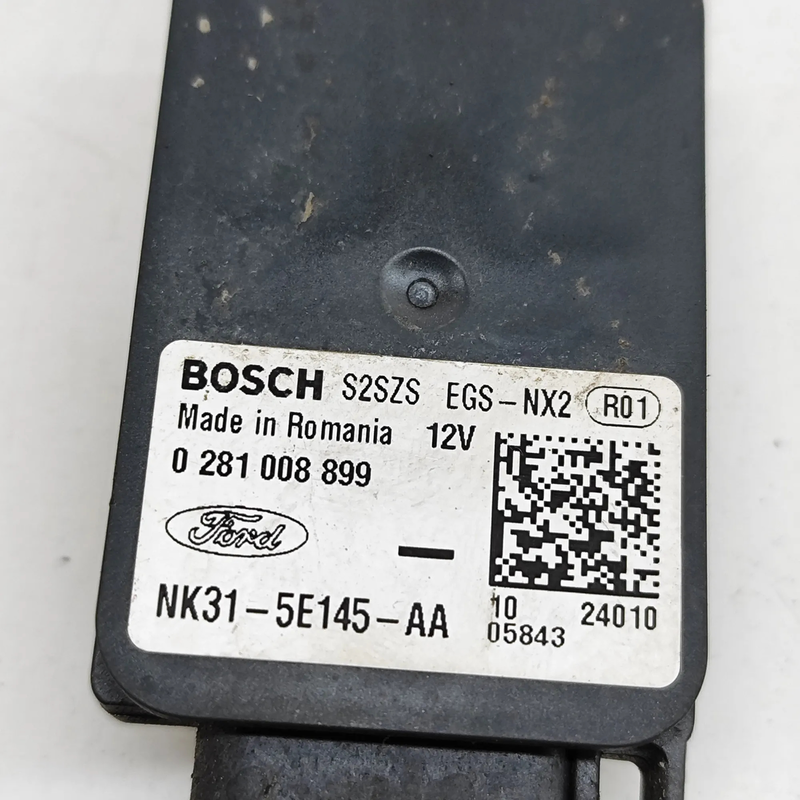 BOSCH S2SZS EGS-NX2 R01
Made in Romania 12V
0 281 008 899
Ford
NK31-5E145-AA
10 24010
05843